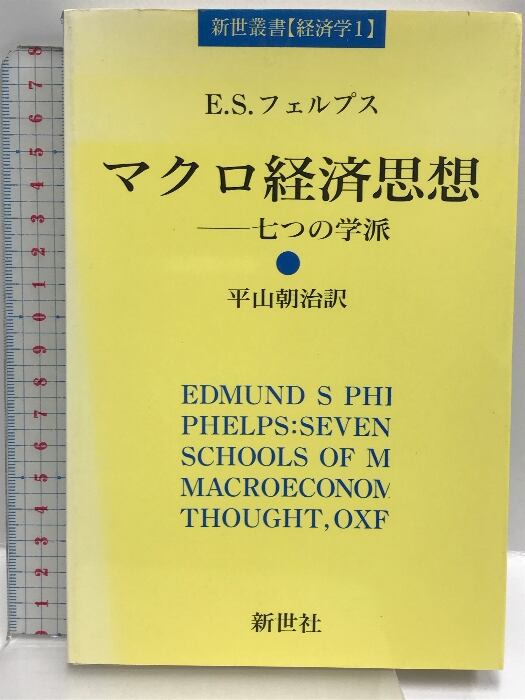 新世叢書【経済学1】
E.S.フェルプス
マクロ経済思想
——七つの学派
平山朝治訳
EDMUND S PHI
PHELPS:SEVEN
SCHOOLS OF M
MACROECONOM
THOUGHT,OXF
新世社